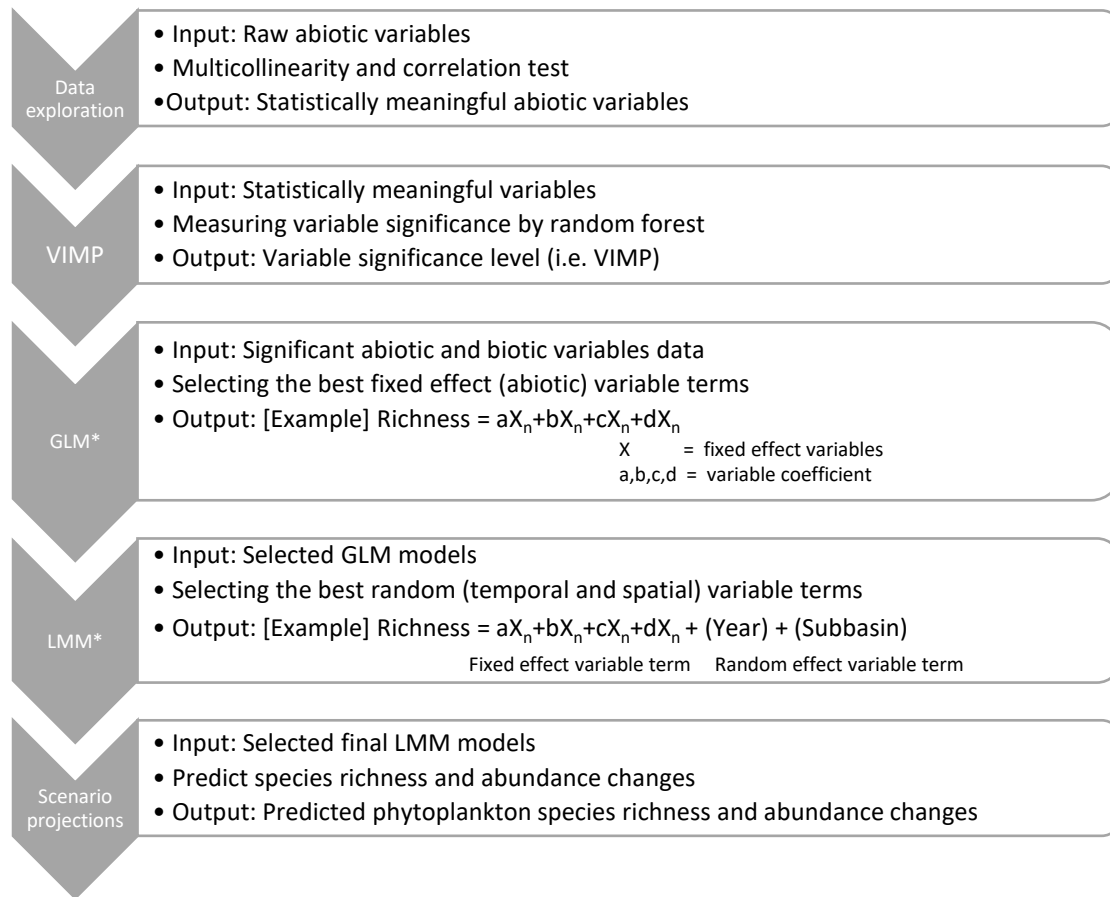 Data
exploration
• Input: Raw abiotic variables
• Multicollinearity and correlation test
•Output: Statistically meaningful abiotic variables
VIMP
• Input: Statistically meaningful variables
• Measuring variable significance by random forest
• Output: Variable significance level (i.e. VIMP)
GLM*
• Input: Significant abiotic and biotic variables data
• Selecting the best fixed effect (abiotic) variable terms
• Output: [Example] Richness = aXₙ+bXₙ+cXₙ+dXₙ
X = fixed effect variables
a,b,c,d = variable coefficient
LMM*
• Input: Selected GLM models
• Selecting the best random (temporal and spatial) variable terms
• Output: [Example] Richness = aXₙ+bXₙ+cXₙ+dXₙ + (Year) + (Subbasin)
Fixed effect variable term Random effect variable term
Scenario
projections
• Input: Selected final LMM models
• Predict species richness and abundance changes
• Output: Predicted phytoplankton species richness and abundance changes